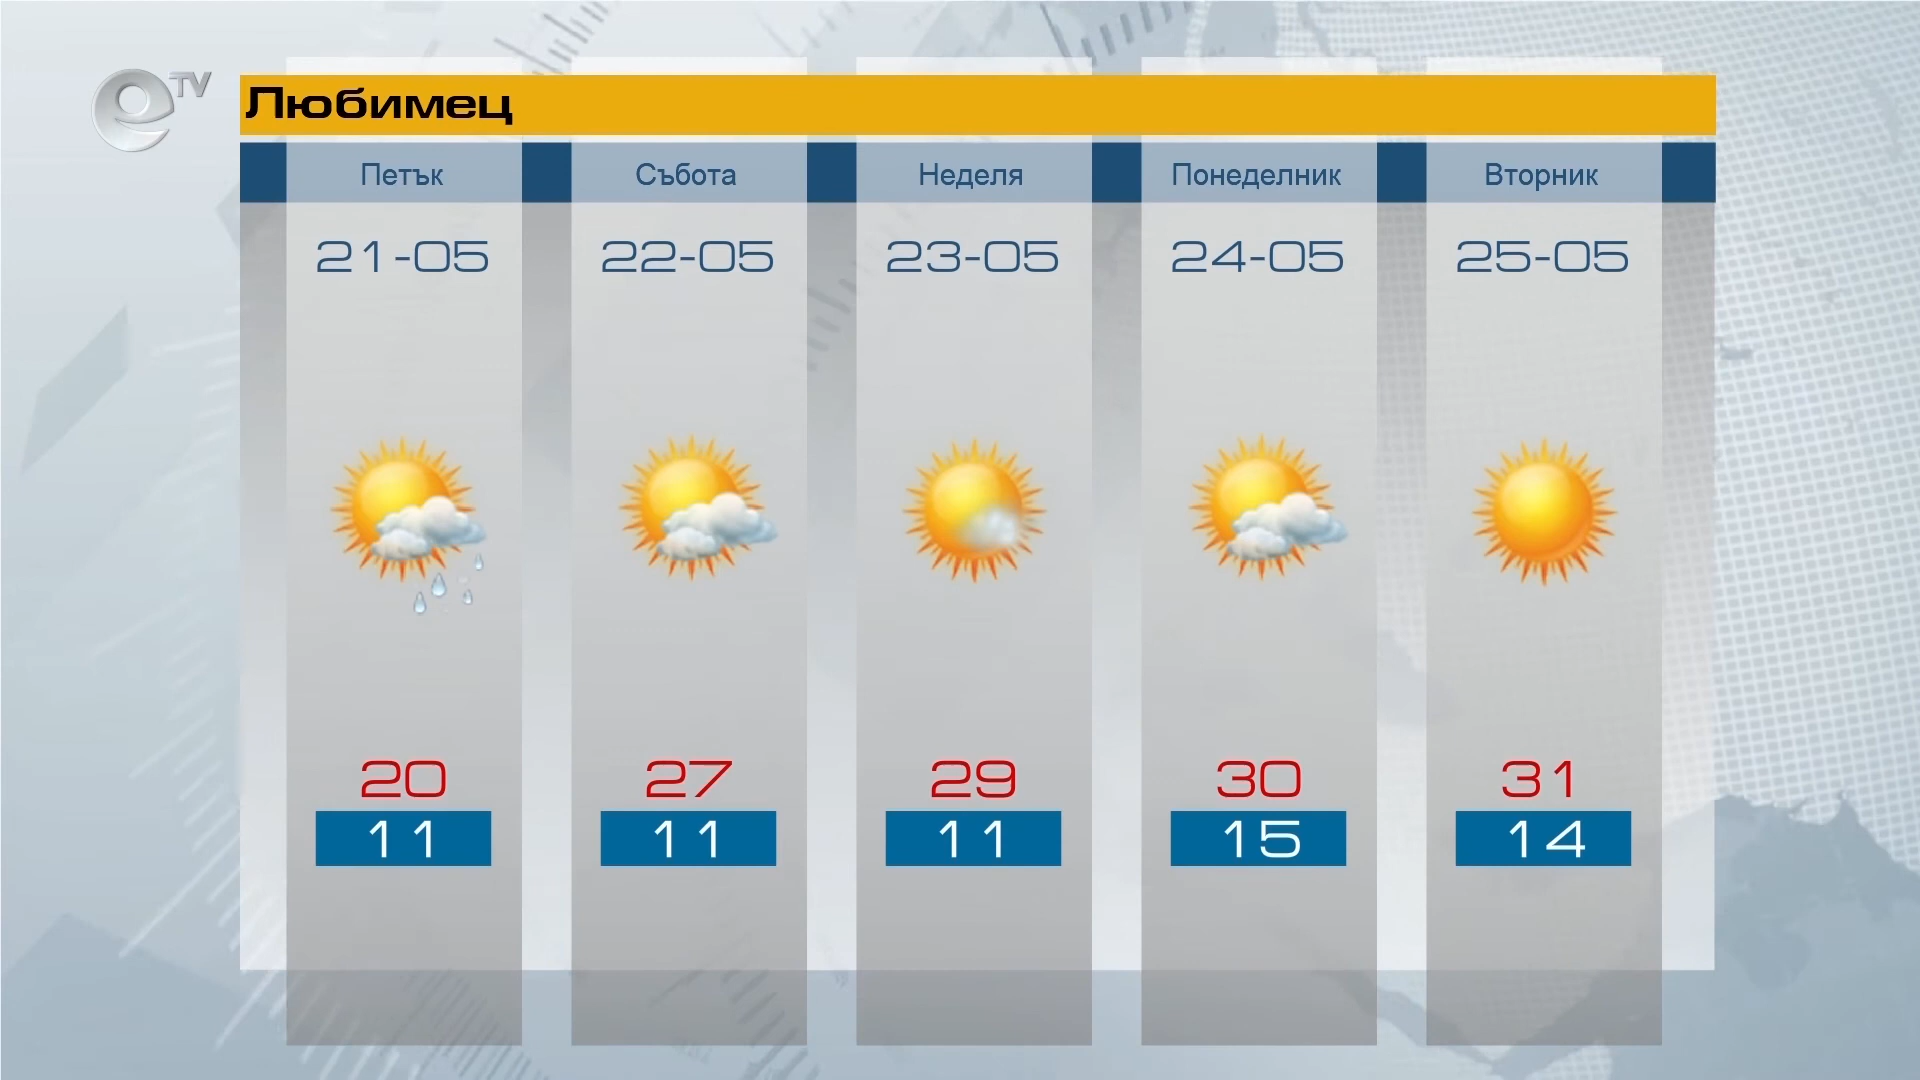 eTV
Любимец
Петък Събота Неделя Понеделник Вторник
21-05 22-05 23-05 24-05 25-05
20 27 29 30 31
11 11 11 15 14